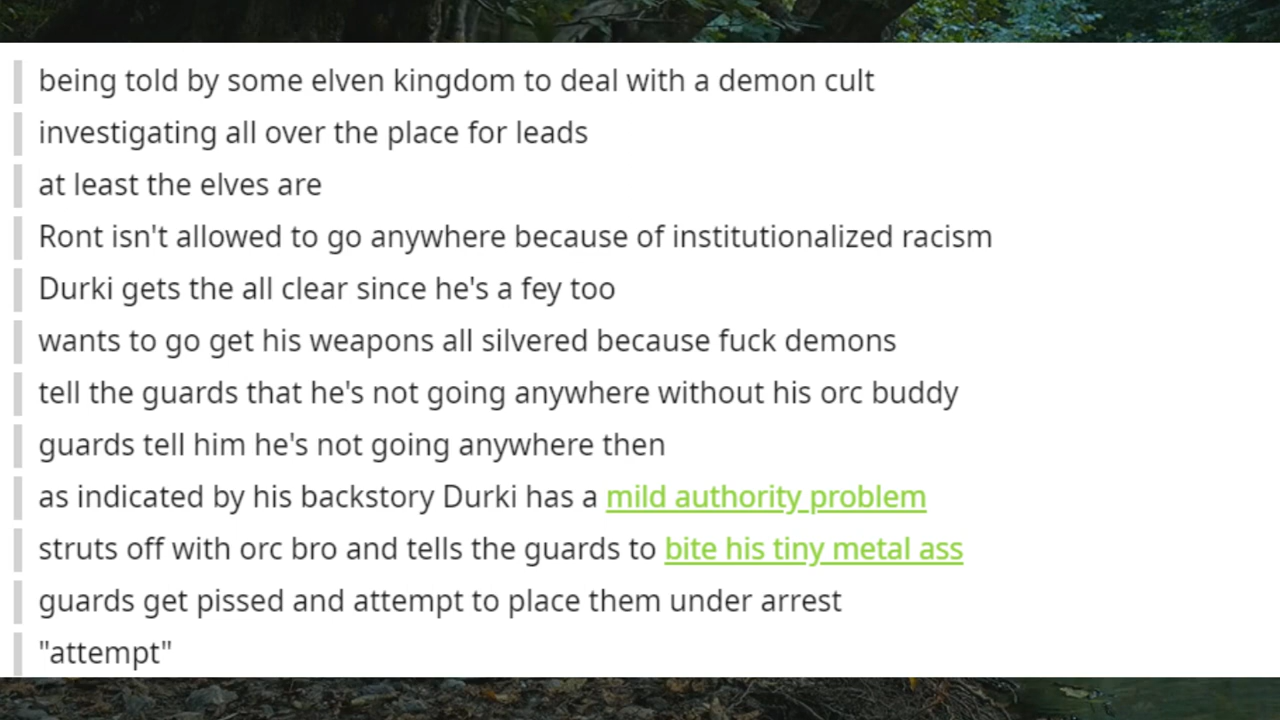 being told by some elven kingdom to deal with a demon cult
investigating all over the place for leads
at least the elves are
Ront isn't allowed to go anywhere because of institutionalized racism
Durki gets the all clear since he's a fey too
wants to go get his weapons all silvered because fuck demons
tell the guards that he's not going anywhere without his orc buddy
guards tell him he's not going anywhere then
as indicated by his backstory Durki has a mild authority problem
struts off with orc bro and tells the guards to bite his tiny metal ass
guards get pissed and attempt to place them under arrest
"attempt"